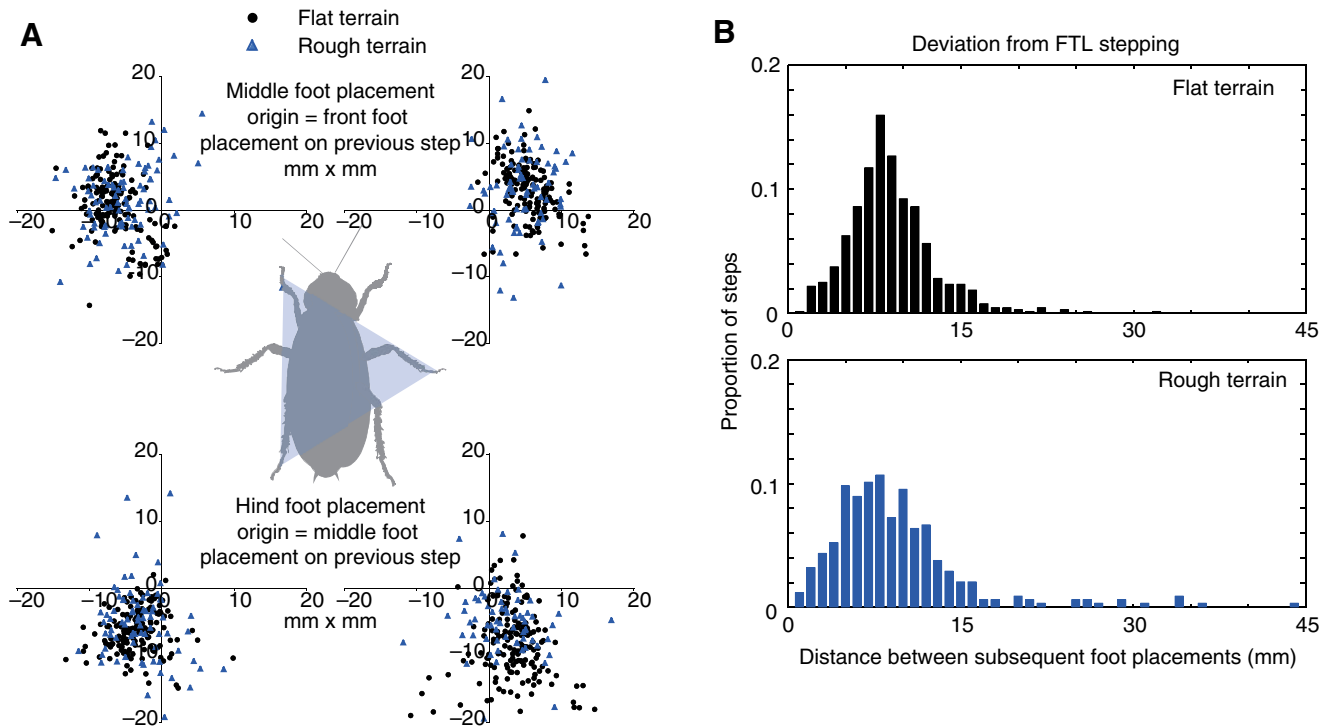 A
Flat terrain
Rough terrain
Middle foot placement
origin = front foot
placement on previous step
mm x mm
20
10
0
−10
−20
−20
−10
10
20
20
10
0
−10
−20
−20
−10
10
20
Hind foot placement
origin = middle foot
placement on previous step
mm x mm
20
10
0
−10
−20
−20
−10
10
20
20
10
0
−10
−20
−20
−10
10
20
B
Deviation from FTL stepping
Flat terrain
0.2
0.1
0
0
15
30
45
Rough terrain
0.2
0.1
0
0
15
30
45
Proportion of steps
Distance between subsequent foot placements (mm)